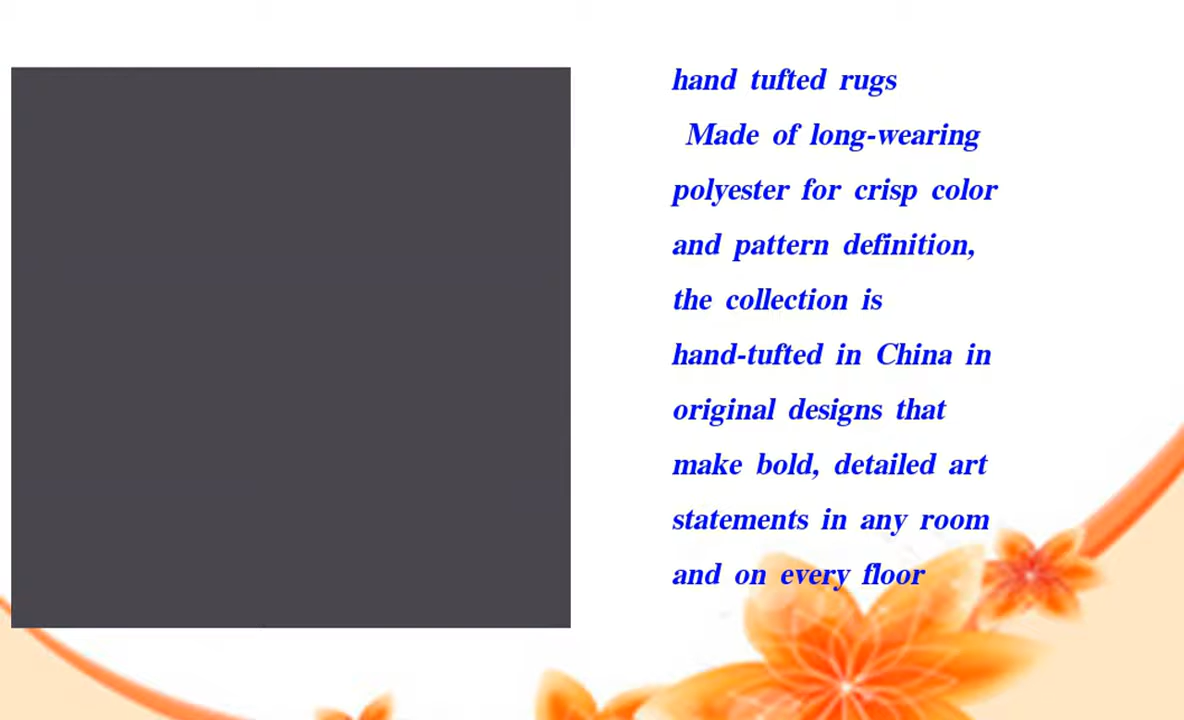 hand tufted rugs
Made of long-wearing
polyester for crisp color
and pattern definition,
the collection is
hand-tufted in China in
original designs that
make bold, detailed art
statements in any room
and on every floor